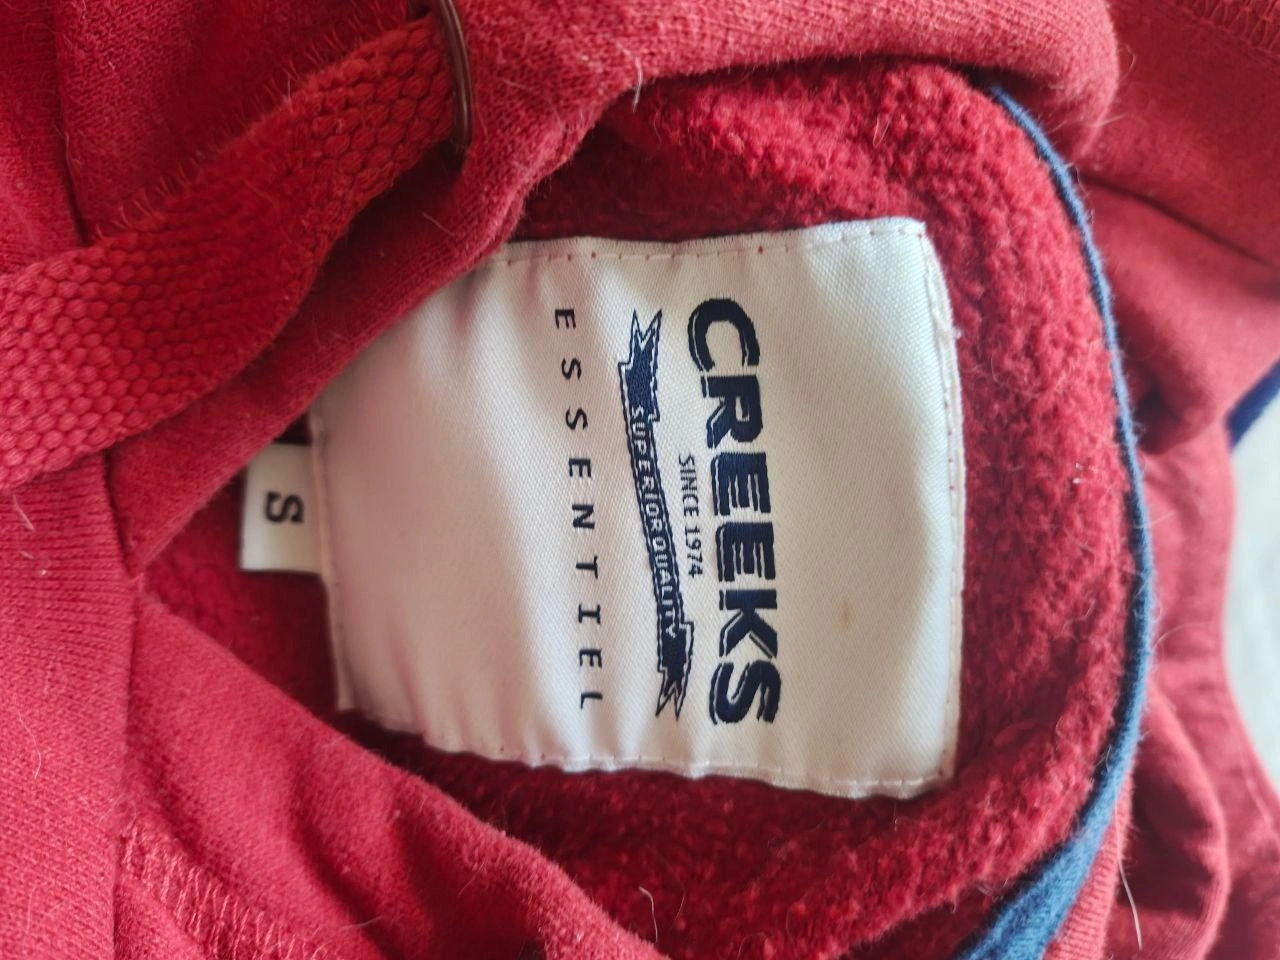 CREEKS
SINCE 1974
SUPERIOR QUALITY
ESSENTIEL
S